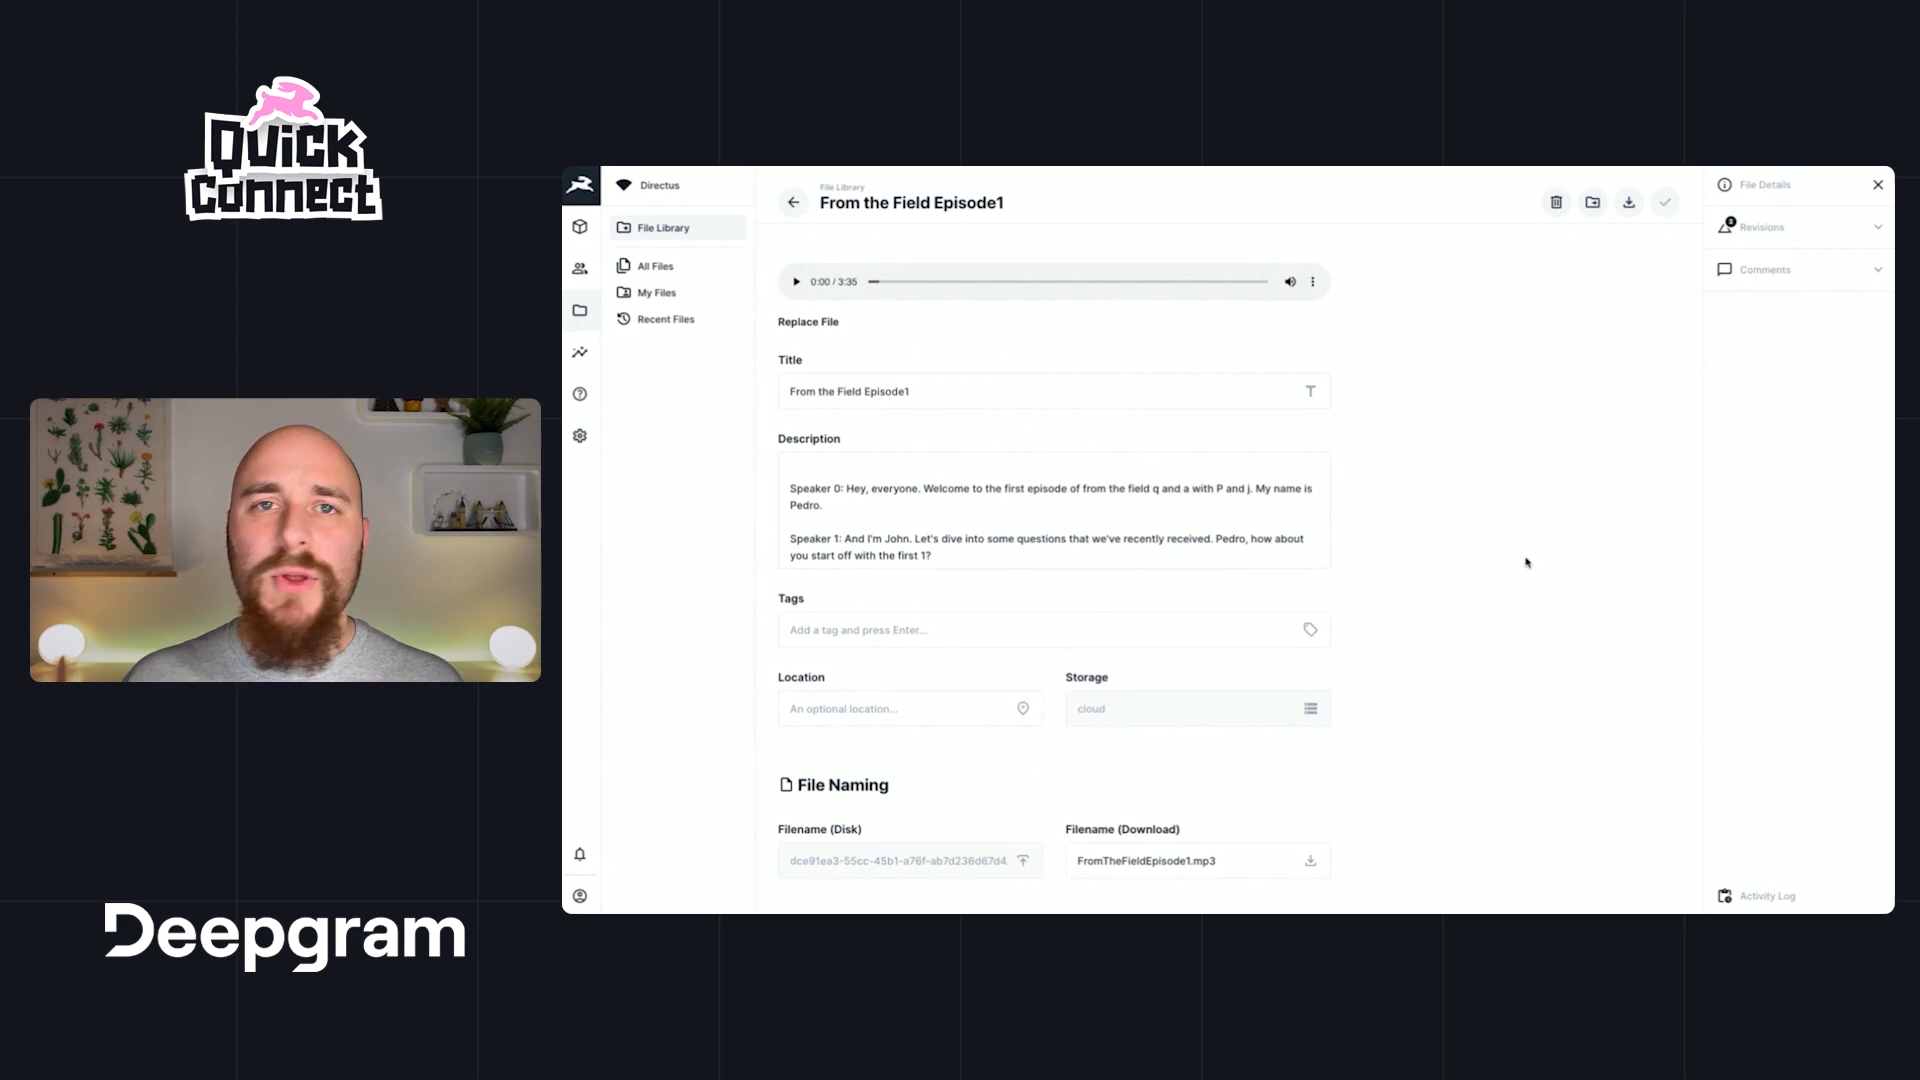 Quick
Connect
Deepgram
Directus
File Library
All Files
My Files
Recent Files
File Library
From the Field Episode1
0:00 / 3:35
Replace File
Title
From the Field Episode1
Description
Speaker 0: Hey, everyone. Welcome to the first episode of from the field q and a with P and j. My name is
Pedro.
Speaker 1: And I'm John. Let's dive into some questions that we've recently received. Pedro, how about
you start off with the first 1?
Tags
Add a tag and press Enter...
Location
Storage
An optional location...
cloud
File Naming
Filename (Disk)
Filename (Download)
dce91ea3-55cc-45b1-a76f-ab7d236d67d4.
FromTheFieldEpisode1.mp3
File Details
Revisions
Comments
Activity Log